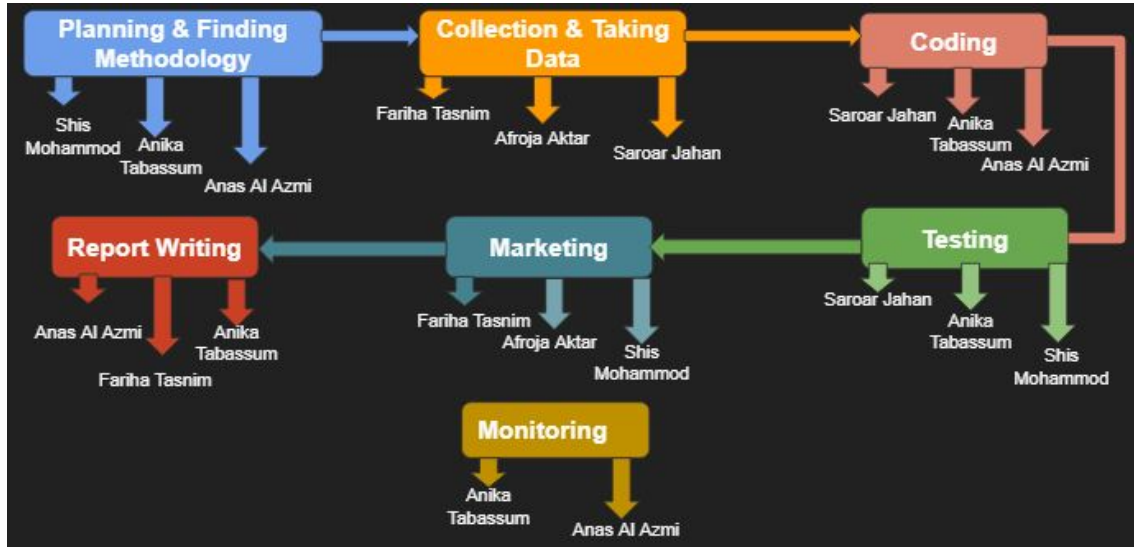 Planning & Finding
Methodology
Collection & Taking
Data
Coding
Shis
Mohammod
Anika
Tabassum
Anas Al Azmi
Fariha Tasnim
Afroja Aktar
Saroar Jahan
Saroar Jahan
Anika
Tabassum
Anas Al Azmi
Report Writing
Marketing
Testing
Anas Al Azmi
Fariha Tasnim
Anika
Tabassum
Fariha Tasnim
Afroja Aktar
Shis
Mohammod
Saroar Jahan
Anika
Tabassum
Shis
Mohammod
Monitoring
Anika
Tabassum
Anas Al Azmi